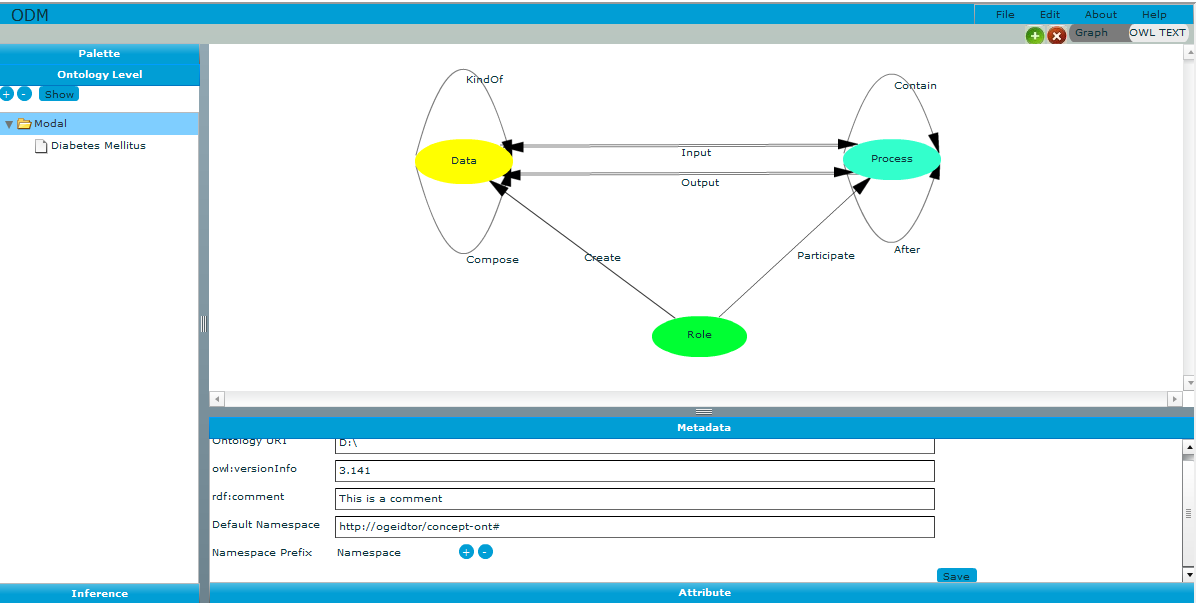 ODM
File Edit About Help
Graph OWL TEXT
Palette
Ontology Level
+ - Show
Modal
Diabetes Mellitus
KindOf
Contain
Data
Input
Process
Output
Compose
Create
Participate
After
Role
Metadata
Ontology URI D:\
owl:versionInfo 3.141
rdf:comment This is a comment
Default Namespace http://ogeidtor/concept-ont#
Namespace Prefix Namespace + -
Save
Inference
Attribute